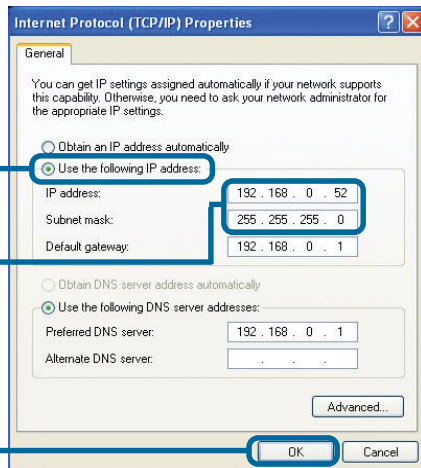 Internet Protocol (TCP/IP) Properties
General
You can get IP settings assigned automatically if your network supports
this capability. Otherwise, you need to ask your network administrator for
the appropriate IP settings.
Obtain an IP address automatically
Use the following IP address:
IP address: 192 . 168 . 0 . 52
Subnet mask: 255 . 255 . 255 . 0
Default gateway: 192 . 168 . 0 . 1
Obtain DNS server address automatically
Use the following DNS server addresses:
Preferred DNS server: 192 . 168 . 0 . 1
Alternate DNS server: . . .
Advanced...
OK Cancel